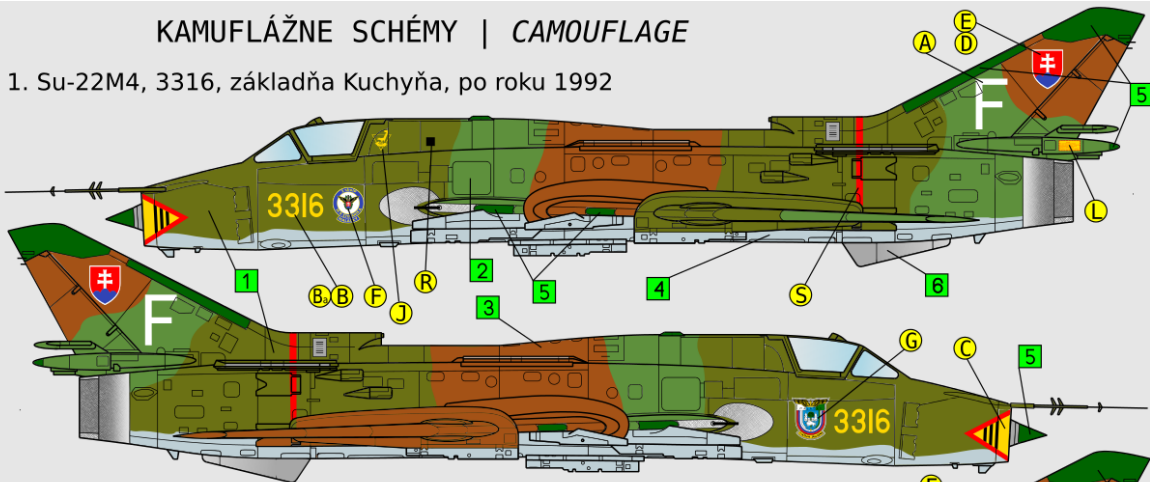 KAMUFLÁŽNE SCHÉMY | CAMOUFLAGE
1. Su-22M4, 3316, základňa Kuchyňa, po roku 1992
E
A D
5
F
3316
L
1 2 5 4 S 6
Ba B F J R
3
F
G C 5
3316
E